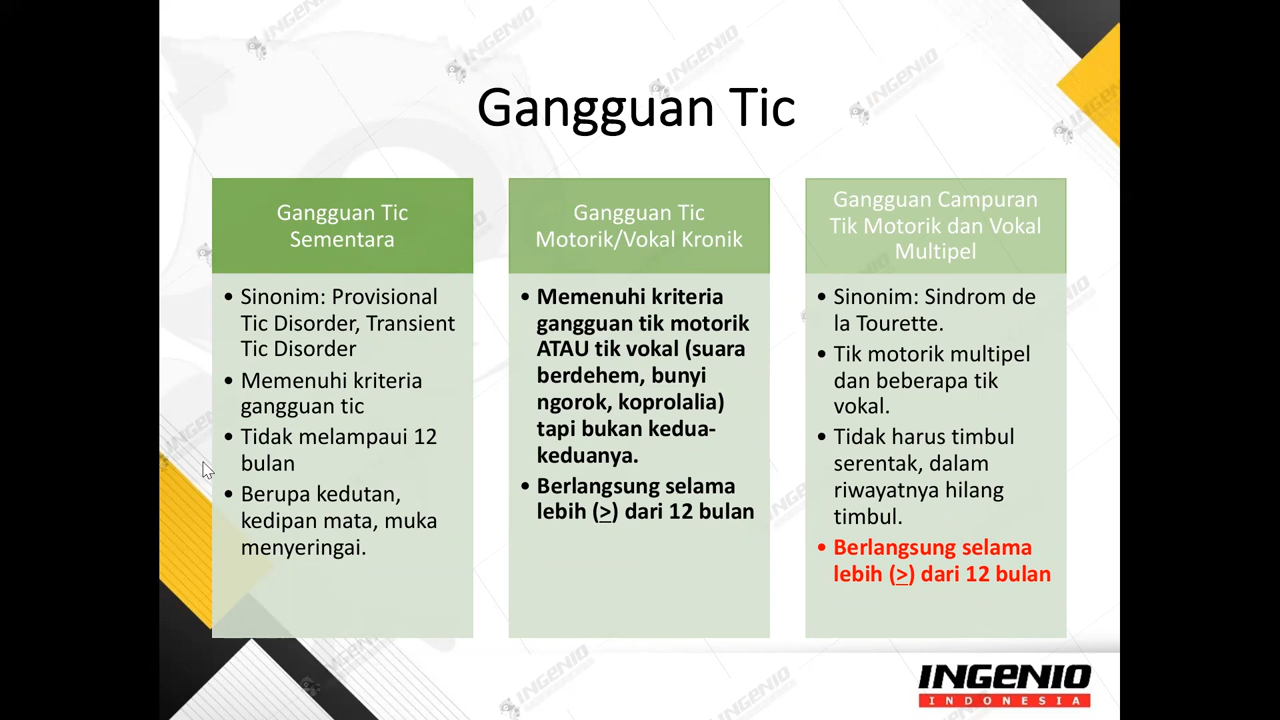 Gangguan Tic
Gangguan Tic
Sementara
• Sinonim: Provisional
Tic Disorder, Transient
Tic Disorder
• Memenuhi kriteria
gangguan tic
• Tidak melampaui 12
bulan
• Berupa kedutan,
kedipan mata, muka
menyeringai.
Gangguan Tic
Motorik/Vokal Kronik
• Memenuhi kriteria
gangguan tik motorik
ATAU tik vokal (suara
berdehem, bunyi
ngorok, koprolalia)
tapi bukan kedua-
keduanya.
• Berlangsung selama
lebih (>) dari 12 bulan
Gangguan Campuran
Tik Motorik dan Vokal
Multipel
• Sinonim: Sindrom de
la Tourette.
• Tik motorik multipel
dan beberapa tik
vokal.
• Tidak harus timbul
serentak, dalam
riwayatnya hilang
timbul.
• Berlangsung selama
lebih (>) dari 12 bulan
INGENIO
INDONESIA